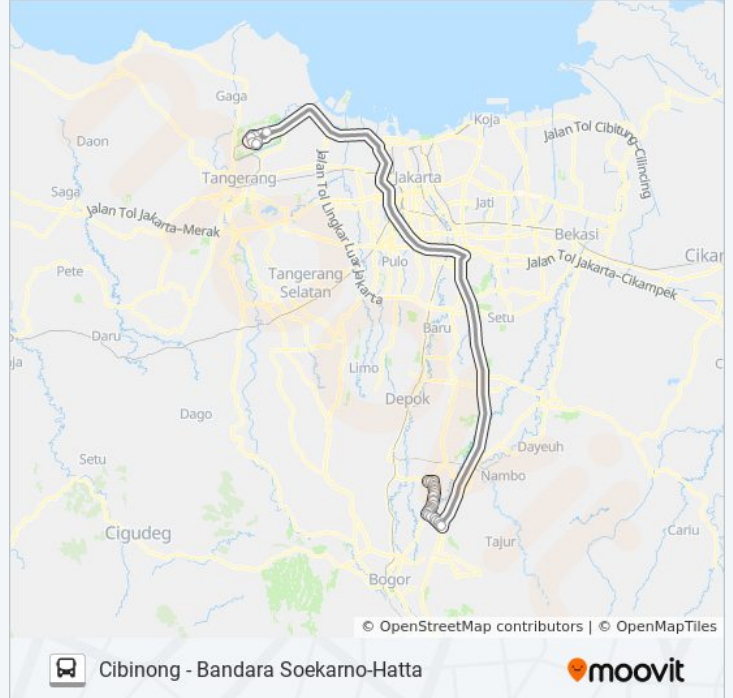 Gaga
Koja
Jalan Tol Cibitung-Cilincing
Daon
Tangerang
Jakarta
Jalan Tol Lingkar Luar Jakarta
Saga
Jati
Jalan Tol Jakarta-Merak
Bekasi
Pulo
Cikar
Jalan Tol Jakarta-Cikampek
Pete
Tangerang
Selatan
Setu
Daru
Baru
ja
Limo
C
Depok
Dago
Dayeuh
Setu
Nambo
Cigudeg
Tajur
Cariu
Bogor
© OpenStreetMap contributors | © OpenMapTiles
Cibinong - Bandara Soekarno-Hatta
moovit